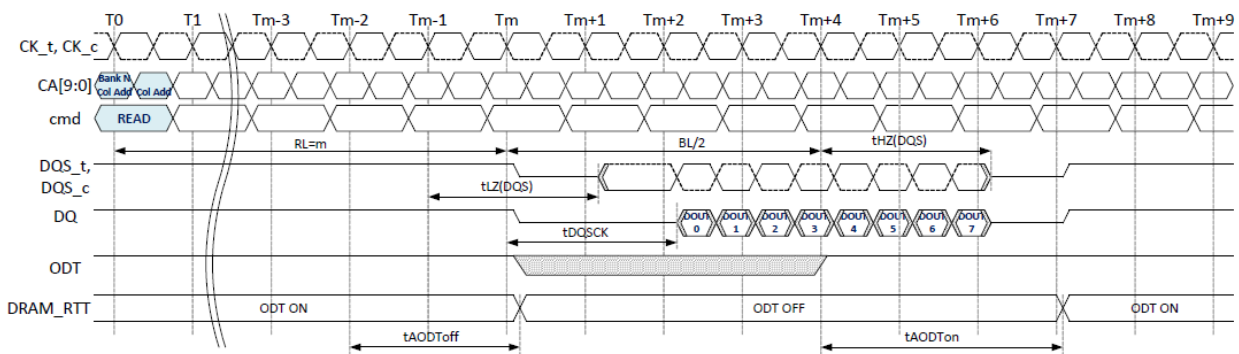 T0 T1 Tm-3 Tm-2 Tm-1 Tm Tm+1 Tm+2 Tm+3 Tm+4 Tm+5 Tm+6 Tm+7 Tm+8 Tm+9
CK_t, CK_c
CA[9:0] Bank N Col Add Col Add
cmd READ
RL=m BL/2 tHZ(DQS)
DQS_t,
DQS_c
tLZ(DQS)
DQ DOUT 0 DOUT 1 DOUT 2 DOUT 3 DOUT 4 DOUT 5 DOUT 6 DOUT 7
tDQSCK
ODT
DRAM_RTT ODT ON ODT OFF ODT ON
tAODToff tAODTon